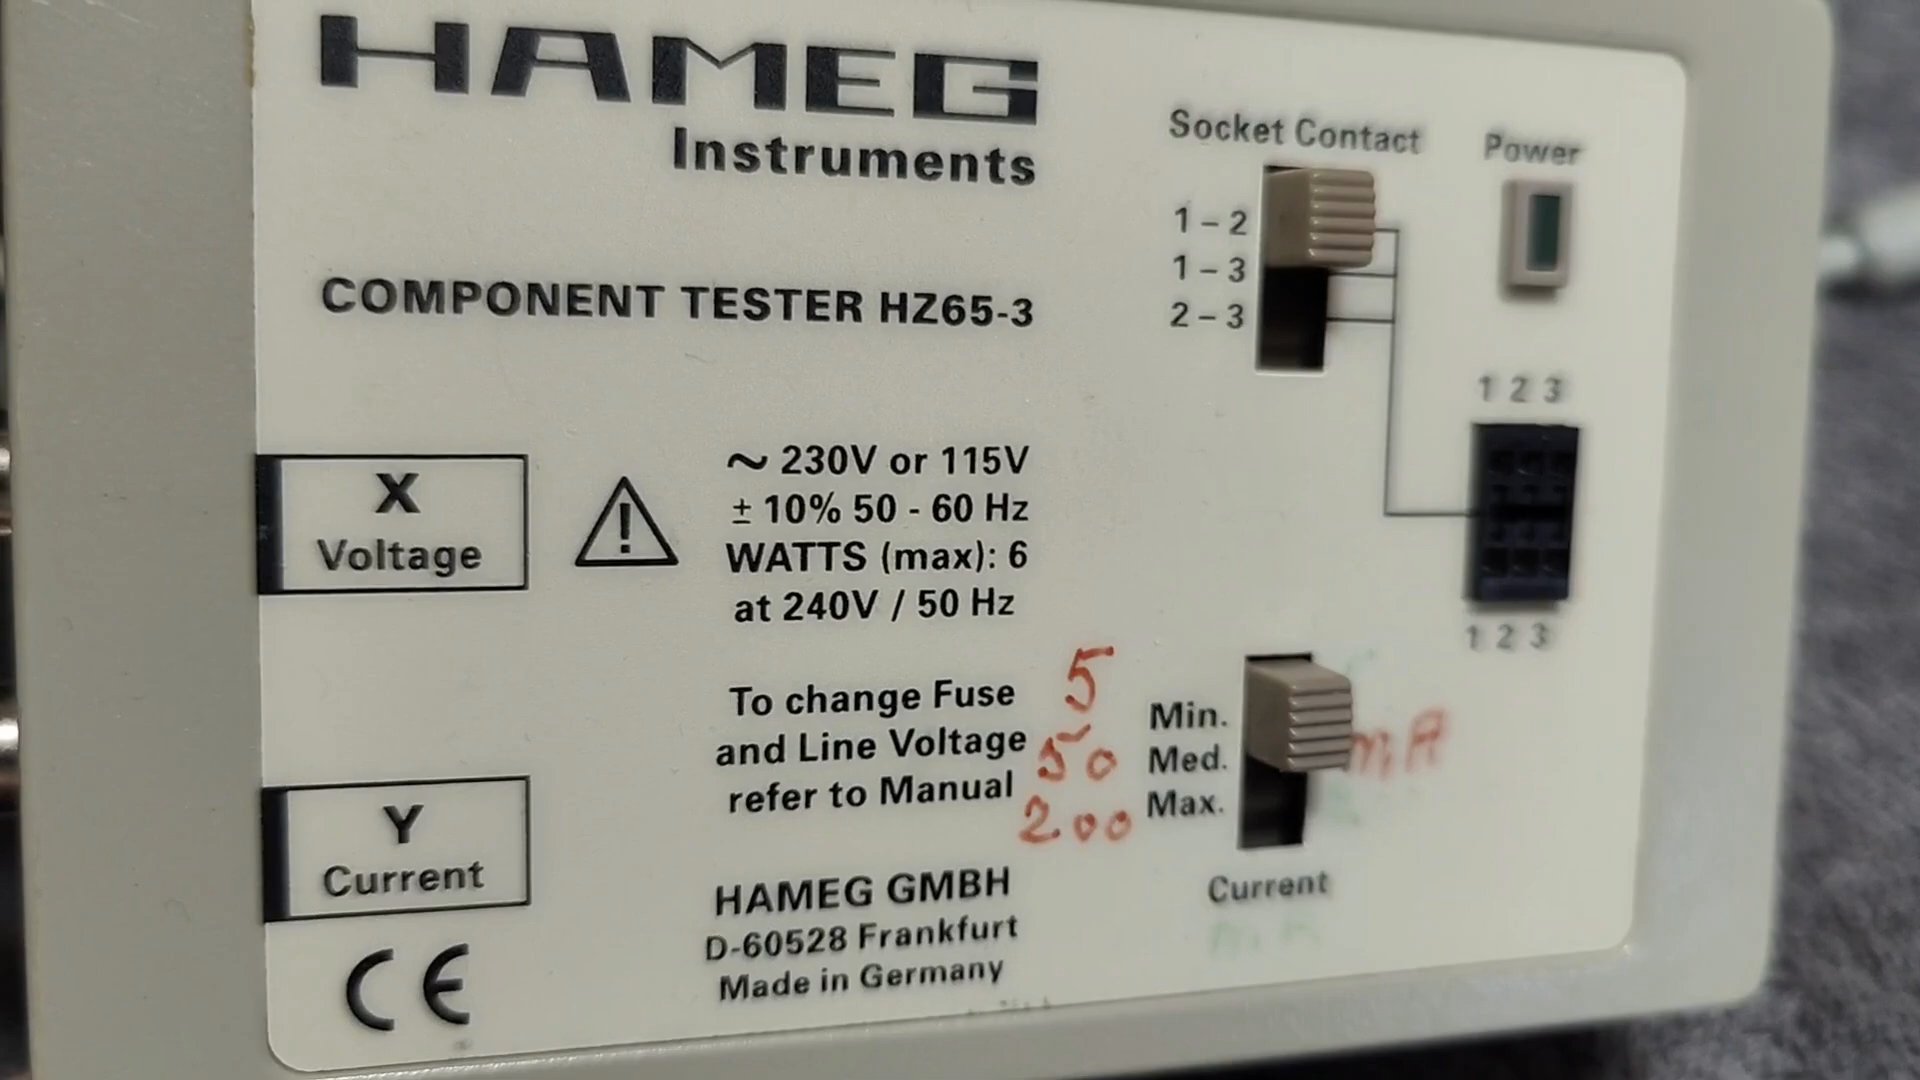 HAMEG
Instruments
COMPONENT TESTER HZ65-3
Socket Contact
Power
1 – 2
1 – 3
2 – 3
1 2 3
1 2 3
X
Voltage
~ 230V or 115V
± 10% 50 - 60 Hz
WATTS (max): 6
at 240V / 50 Hz
To change Fuse
and Line Voltage
refer to Manual
5
50
200
Min.
Med.
Max.
mA
Current
Y
Current
CE
HAMEG GMBH
D-60528 Frankfurt
Made in Germany